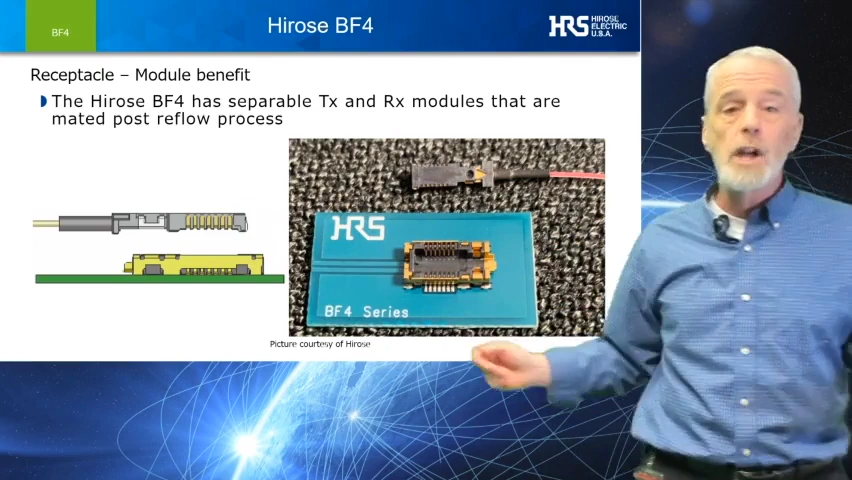 BF4
Hirose BF4
HRS HIROSE
ELECTRIC
U.S.A.
Receptacle – Module benefit
The Hirose BF4 has separable Tx and Rx modules that are
mated post reflow process
HRS
BF4 Series
Picture courtesy of Hirose